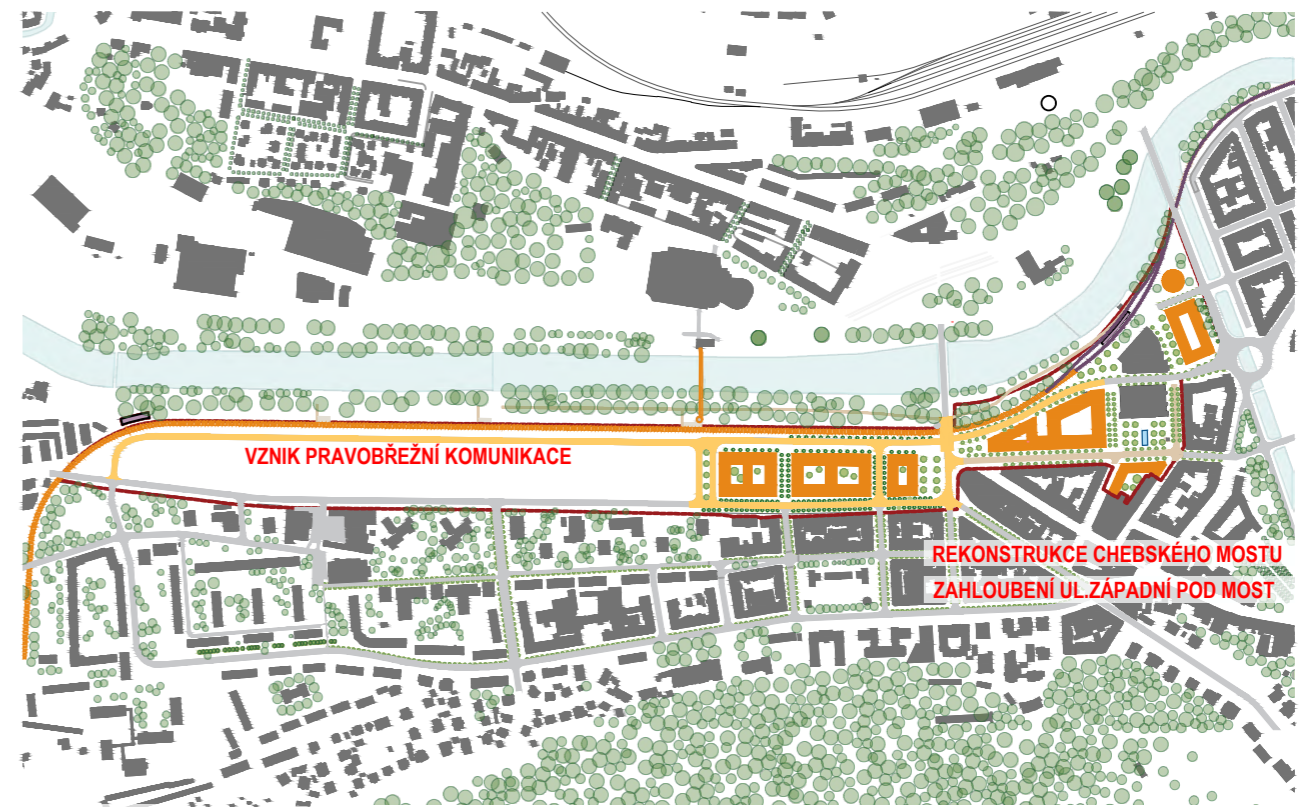 VZNIK PRAVOBŘEŽNÍ KOMUNIKACE
REKONSTRUKCE CHEBSKÉHO MOSTU
ZAHLOUBENÍ UL.ZÁPADNÍ POD MOST